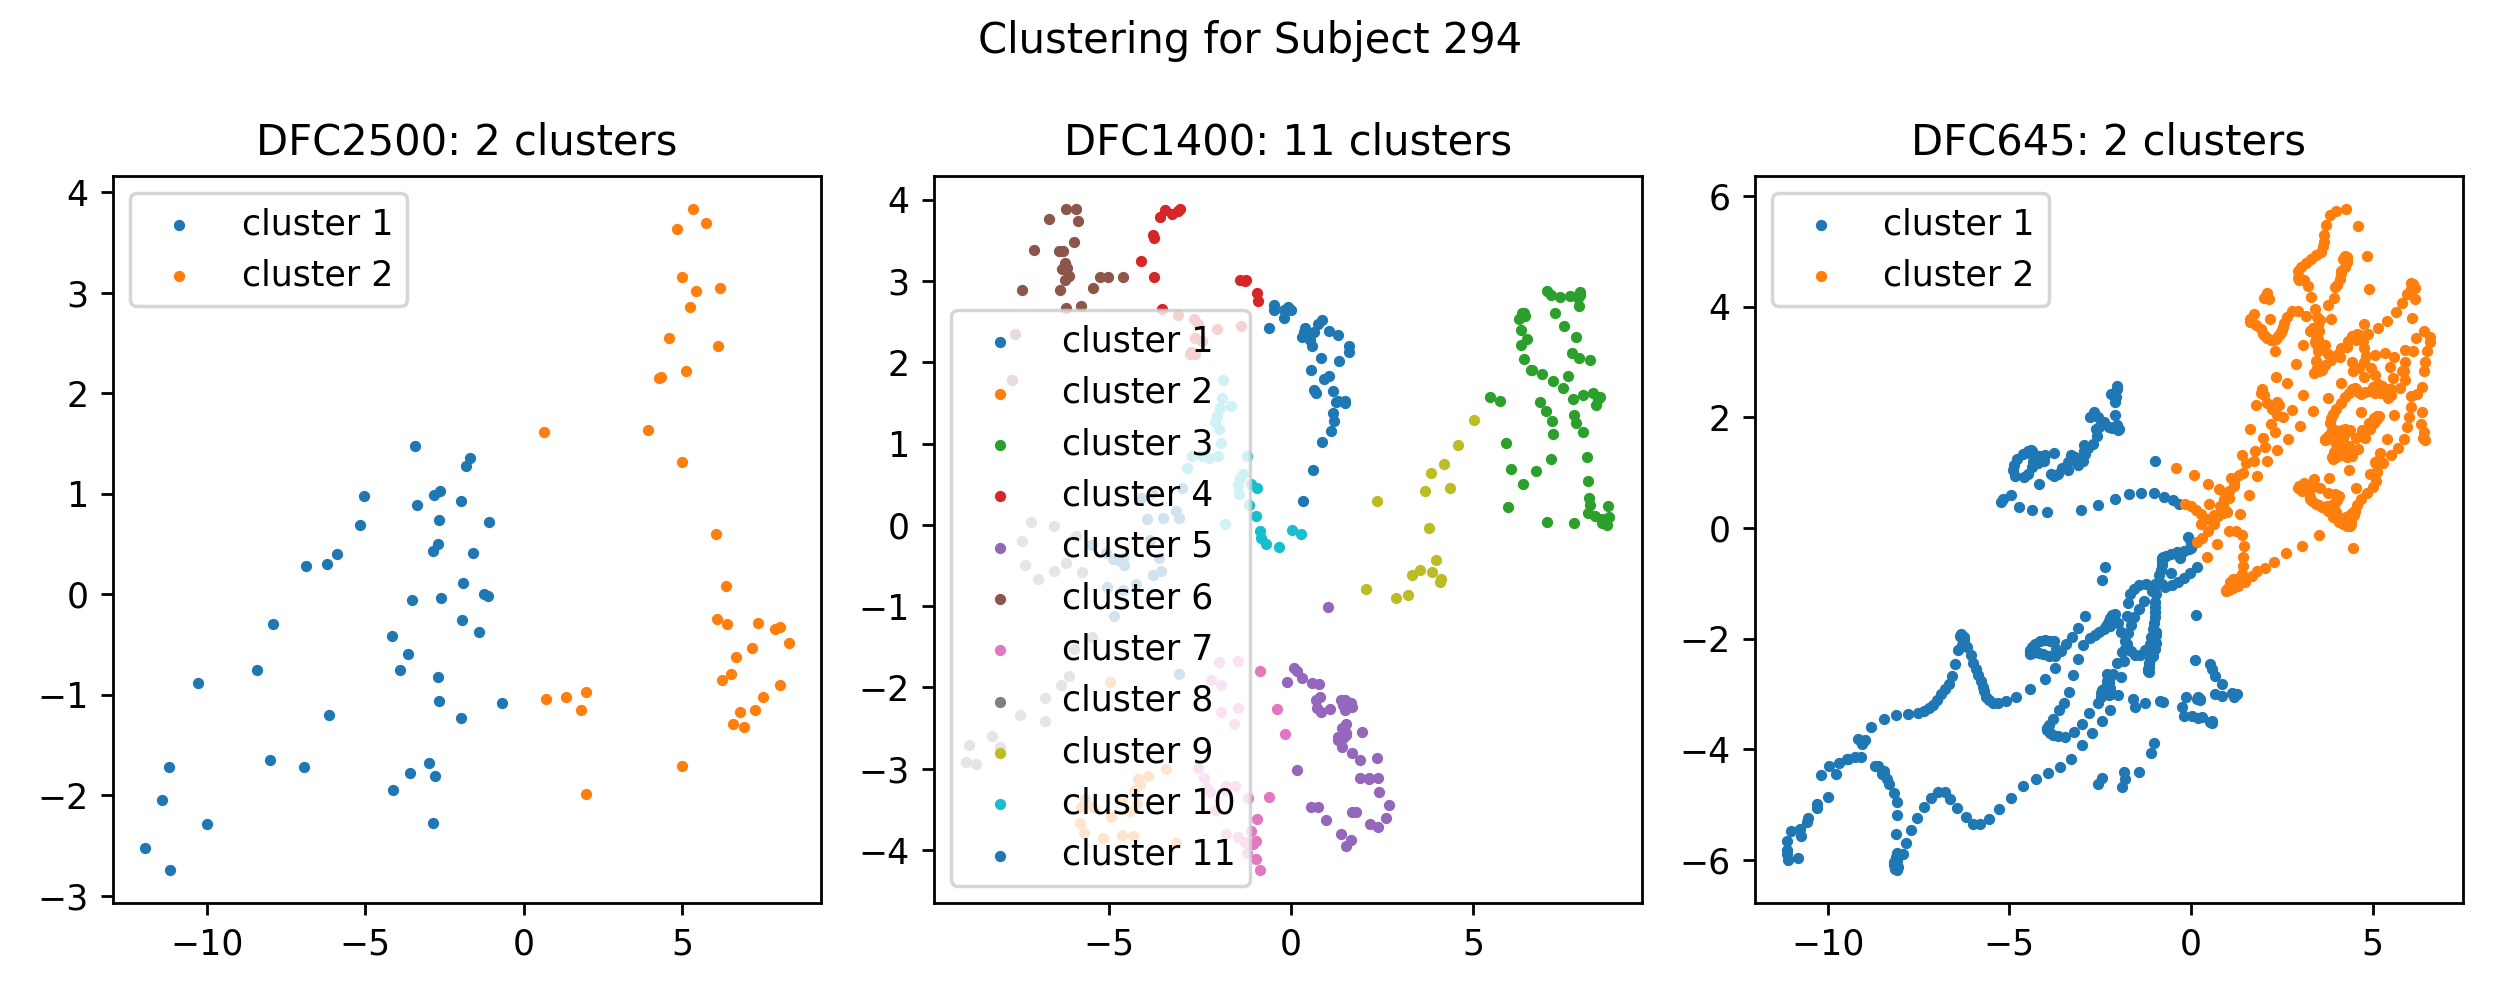 Clustering for Subject 294
DFC2500: 2 clusters
4
3
2
1
0
−1
−2
−3
−10
−5
0
5
cluster 1
cluster 2
DFC1400: 11 clusters
4
3
2
1
0
−1
−2
−3
−4
−5
0
5
cluster 1
cluster 2
cluster 3
cluster 4
cluster 5
cluster 6
cluster 7
cluster 8
cluster 9
cluster 10
cluster 11
DFC645: 2 clusters
6
4
2
0
−2
−4
−6
−10
−5
0
5
cluster 1
cluster 2